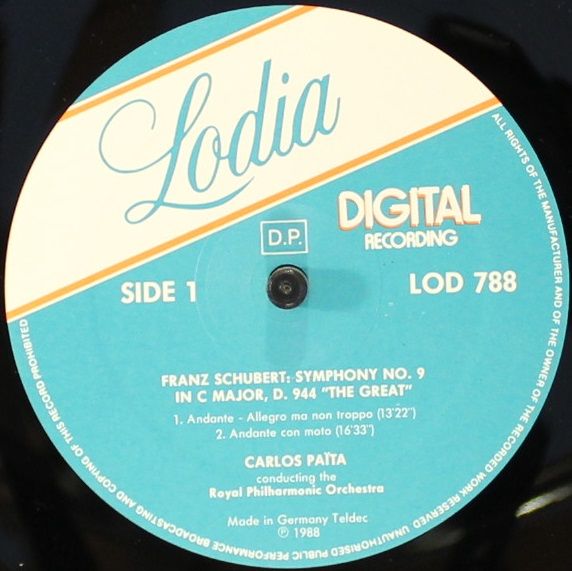 Lodia
DIGITAL
RECORDING
D.P.
SIDE 1
LOD 788
FRANZ SCHUBERT: SYMPHONY NO. 9
IN C MAJOR, D. 944 "THE GREAT"
1. Andante - Allegro ma non troppo (13'22")
2. Andante con moto (16'33")
CARLOS PAÏTA
conducting the
Royal Philharmonic Orchestra
Made in Germany Teldec
℗ 1988
ALL RIGHTS OF THE MANUFACTURER AND OF THE OWNER OF THE RECORDED WORK RESERVED UNAUTHORISED PUBLIC PERFORMANCE BROADCASTING AND COPYING OF THIS RECORD PROHIBITED